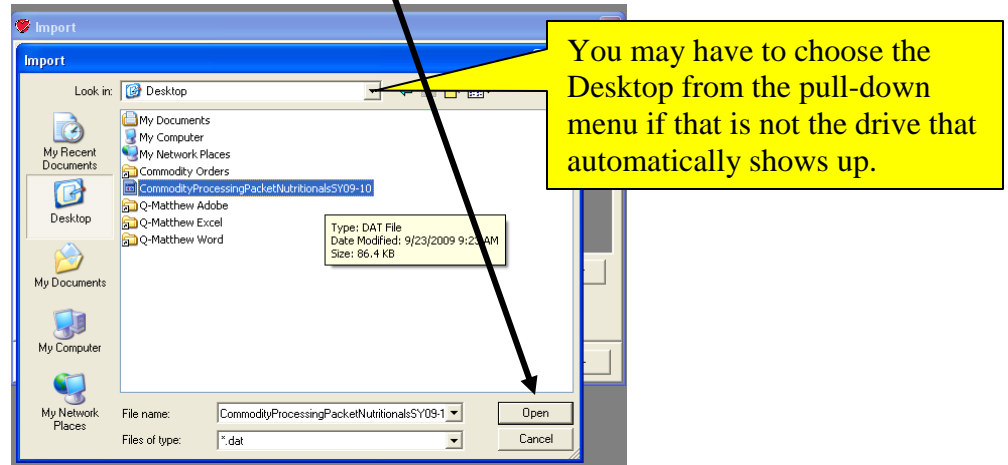 Import
Import
You may have to choose the
Desktop from the pull-down
menu if that is not the drive that
automatically shows up.
Look in:
Desktop
My Recent
Documents
Desktop
My Documents
My Computer
My Network
Places
My Documents
My Computer
My Network Places
Commodity Orders
CommodityProcessingPacketNutritionalsSY09-10
Q-Matthew Adobe
Q-Matthew Excel
Q-Matthew Word
Type: DAT File
Date Modified: 9/23/2009 9:23 AM
Size: 86.4 KB
File name:
CommodityProcessingPacketNutritionalsSY09-1
Open
Files of type:
*.dat
Cancel